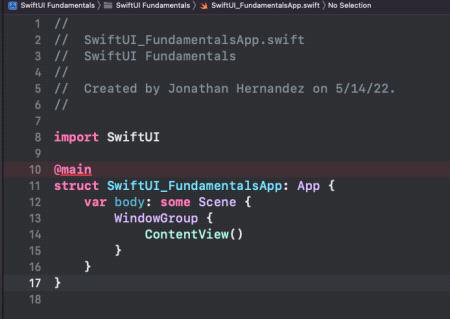 SwiftUI Fundamentals 〉 SwiftUI Fundamentals 〉 SwiftUI_FundamentalsApp.swift 〉 No Selection
1 //
2 //  SwiftUI_FundamentalsApp.swift
3 //  SwiftUI Fundamentals
4 //
5 //  Created by Jonathan Hernandez on 5/14/22.
6 //
7
8 import SwiftUI
9
10 @main
11 struct SwiftUI_FundamentalsApp: App {
12     var body: some Scene {
13         WindowGroup {
14             ContentView()
15         }
16     }
17 }
18